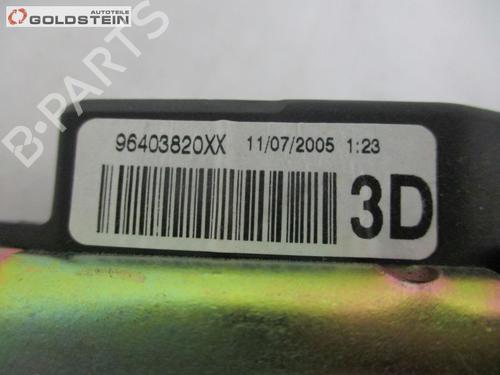 AUTOTEILE
GOLDSTEIN
B-PARTS
96403820XX 11/07/2005 1:23
3D